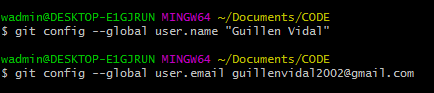 wadmin@DESKTOP-E1GJRUN MINGW64 ~/Documents/CODE
$ git config --global user.name "Guillen Vidal"
wadmin@DESKTOP-E1GJRUN MINGW64 ~/Documents/CODE
$ git config --global user.email guillenvidal2002@gmail.com